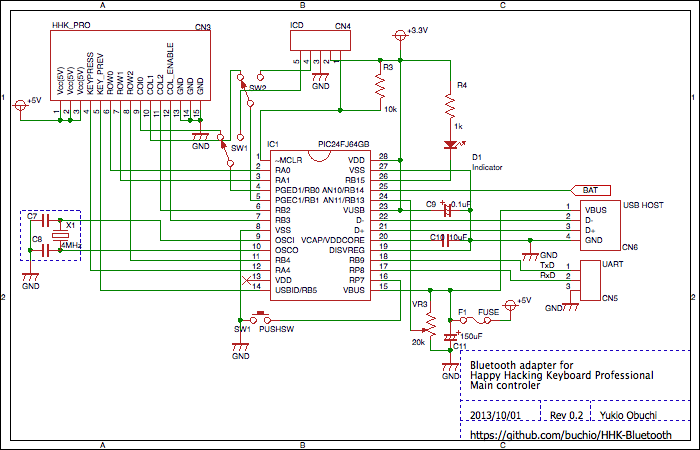 A B C
HHK_PRO CN3
Vcc(5V) Vcc(5V) Vcc(5V) KEYPRESS KEY_PREV ROW0 ROW1 ROW2 COl0 COL1 COL2 COL_ENABLE GND GND GND
1 2 3 4 5 6 7 8 9 10 11 12 13 14 15
ICD CN4
5 4 3 2 1
GND
+3.3V
R3
10k
R4
1k
D1
Indicator
SW2
SW1
+5V
GND
1 1
IC1 PIC24FJ64GB
1 ~MCLR VDD 28
2 RA0 VSS 27
3 RA1 RB15 26
4 PGED1/RB0 AN10/RB14 25
5 PGEC1/RB1 AN11/RB13 24
6 RB2 VUSB 23
7 RB3 D- 22
8 VSS D+ 21
9 OSCI VCAP/VDDCORE 20
10 OSCO DISVREG 19
11 RB4 RB9 18
12 RA4 RP8 17
13 VDD RP7 16
14 USBID/RB5 VBUS 15
BAT
C9 0.1uF
C10 10uF
USB HOST
1 VBUS
2 D-
3 D+
4 GND
CN6
GND
UART
TxD 1
RxD 2
3
CN5
GND
C7
X1
C8
4MHz
GND
2 2
SW1 PUSHSW
GND
VR3
20k
F1 FUSE
+5V
150uF
C11
GND
Bluetooth adapter for
Happy Hacking Keyboard Professional
Main controler
2013/10/01 Rev 0.2 Yukio Obuchi
https://github.com/buchio/HHK-Bluetooth
A B C